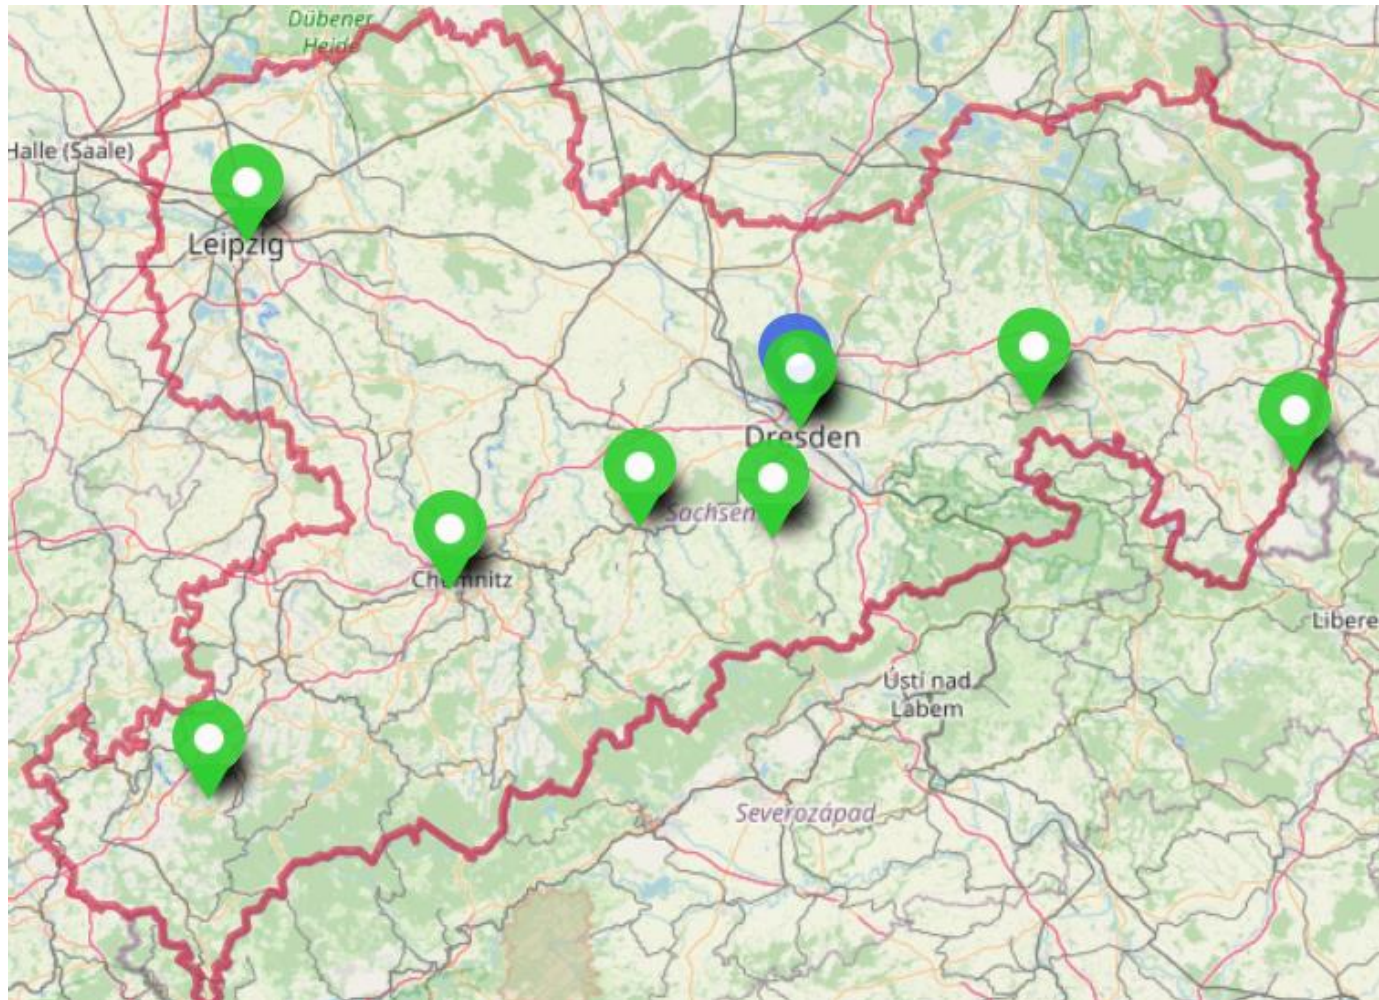 Dübener
Heide
Halle (Saale)
Leipzig
Dresden
Sachsen
Chemnitz
Libere
Ústí nad
Labem
Severozápad